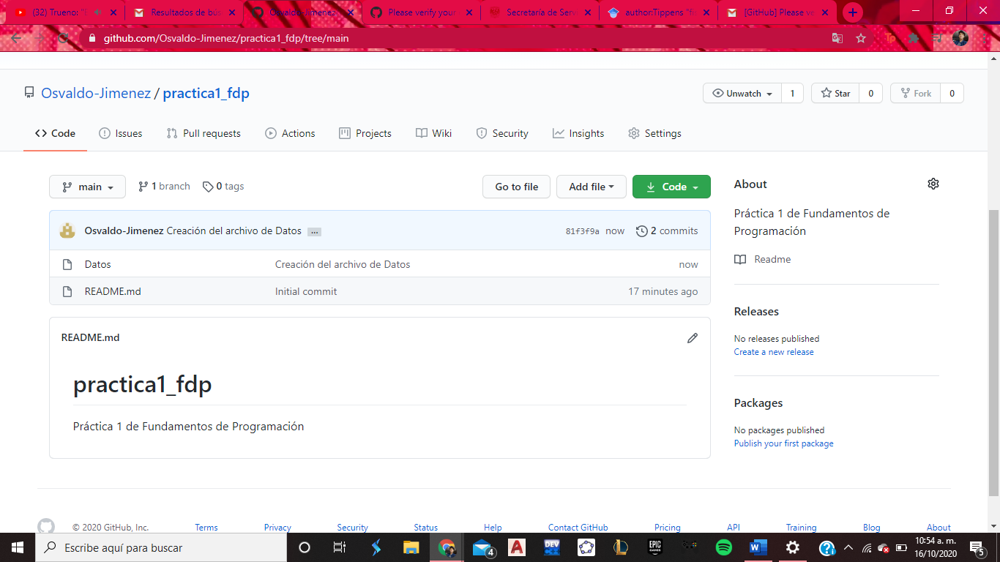 (32) Trueno: "E
Resultados de bús
Osvaldo-Jimenez
Please verify your
Secretaría de Serv
author:Tippens "fi
[GitHub] Please ve
github.com/Osvaldo-Jimenez/practica1_fdp/tree/main
Osvaldo-Jimenez / practica1_fdp
Unwatch 1
Star 0
Fork 0
Code
Issues
Pull requests
Actions
Projects
Wiki
Security
Insights
Settings
main
1 branch
0 tags
Go to file
Add file
Code
Osvaldo-Jimenez Creación del archivo de Datos ...
81f3f9a now
2 commits
Datos Creación del archivo de Datos now
README.md Initial commit 17 minutes ago
README.md
practica1_fdp
Práctica 1 de Fundamentos de Programación
About
Práctica 1 de Fundamentos de
Programación
Readme
Releases
No releases published
Create a new release
Packages
No packages published
Publish your first package
© 2020 GitHub, Inc.
Terms
Privacy
Security
Status
Help
Contact GitHub
Pricing
API
Training
Blog
About
Escribe aquí para buscar
4
A
DEV
L
EPIC
GAMES
W
?
10:54 a. m.
16/10/2020
5